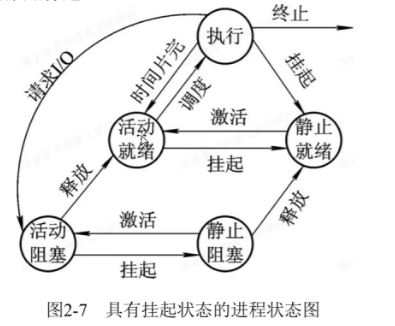 执行
终止
请求I/O
时间片完
调度
挂起
活动
就绪
激活
挂起
静止
就绪
释放
释放
活动
阻塞
激活
挂起
静止
阻塞
图2-7 具有挂起状态的进程状态图